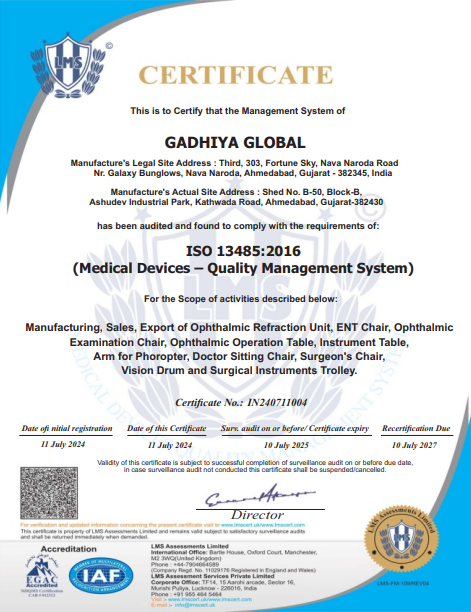 LMS
©
CERTIFICATE
This is to Certify that the Management System of
GADHIYA GLOBAL
Manufacture's Legal Site Address : Third, 303, Fortune Sky, Nava Naroda Road
Nr. Galaxy Bunglows, Nava Naroda, Ahmedabad, Gujarat - 382345, India
Manufacture's Actual Site Address : Shed No. B-50, Block-B,
Ashudev Industrial Park, Kathwada Road, Ahmedabad, Gujarat-382430
has been audited and found to comply with the requirements of:
ISO 13485:2016
(Medical Devices – Quality Management System)
For the Scope of activities described below:
Manufacturing, Sales, Export of Ophthalmic Refraction Unit, ENT Chair, Ophthalmic
Examination Chair, Ophthalmic Operation Table, Instrument Table,
Arm for Phoropter, Doctor Sitting Chair, Surgeon's Chair,
Vision Drum and Surgical Instruments Trolley.
Certificate No.: IN240711004
Date of initial registration Date of this Certificate Surv. audit on or before/ Certificate expiry Recertification Due
11 July 2024 11 July 2024 10 July 2025 10 July 2027
Validity of this certificate is subject to successful completion of surveillance audit on or before due date,
in case surveillance audit not conducted this certificate shall be suspended/cancelled.
Director
For verification and updated information concerning the present certificate visit to www.lmscert.uk/www.lmscert.com
This certificate is property of LMS Assessments Limited and remains valid subject to satisfactory surveillance audits
and shall be returned immediately when demanded.
Accreditation
EGAC
IAF
LMS Assessments Limited
International Office: Bartle House, Oxford Court, Manchester,
M2 3WQ(United Kingdom)
Phone : +44-7904664589
(Company Regd. No. 11029178 Registered in England and Wales)
LMS Assessment Services Private Limited
Corporate Office: TF14, 15 Aarohi arcade, Sector 16,
Munshi Puliya, Lucknow - 226016, India
Phone : +91 955 464 5464
Visit :- www.lmscert.uk/www.lmscert.com
E-mail :- info@lmscert.uk
LMS Assessments Limited
LMS
LMS-FM-109/REV04